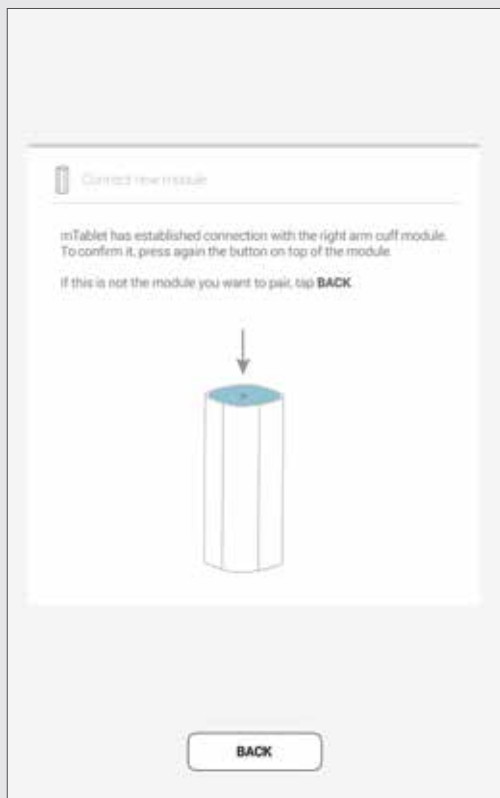 Connect new module
mTablet has established connection with the right arm cuff module.
To confirm it, press again the button on top of the module.
If this is not the module you want to pair, tap BACK.
BACK